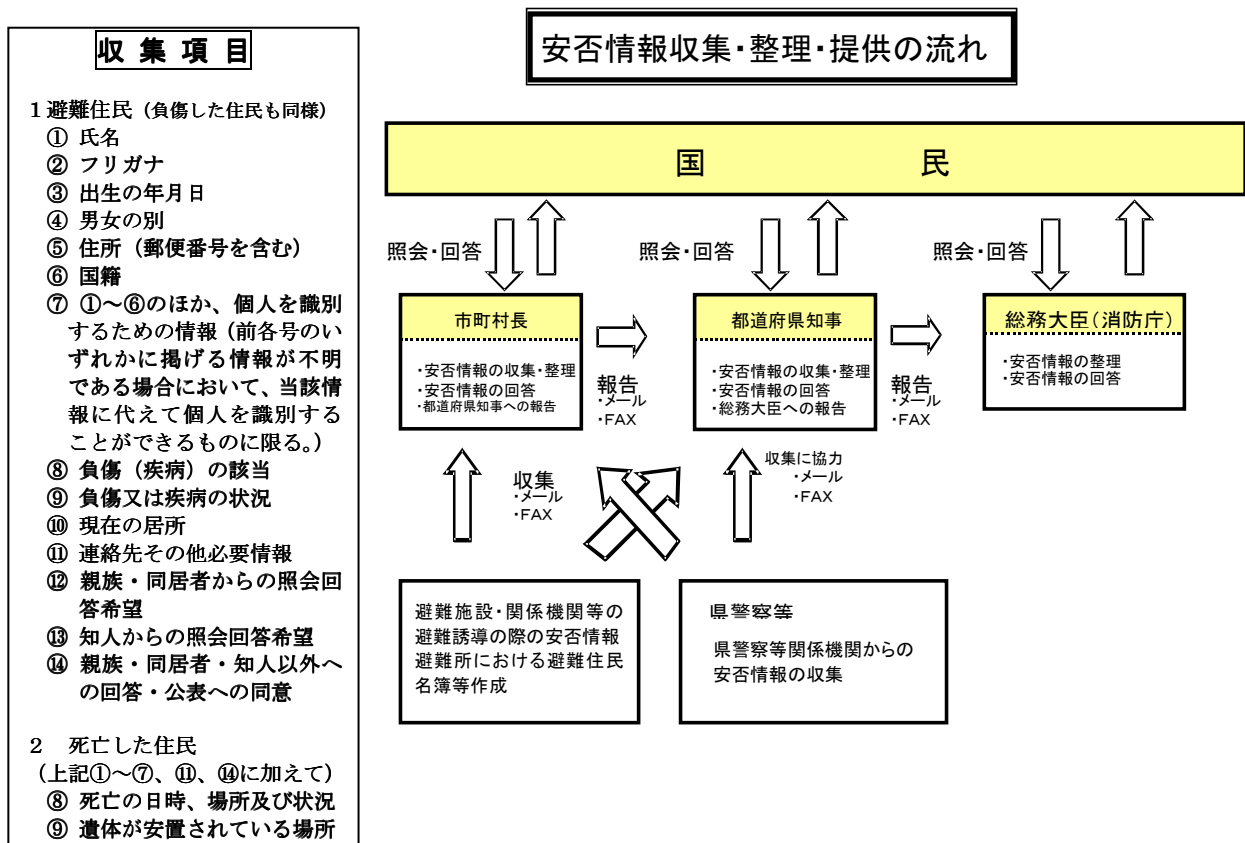 収集項目
1避難住民（負傷した住民も同様）
① 氏名
② フリガナ
③ 出生の年月日
④ 男女の別
⑤ 住所（郵便番号を含む）
⑥ 国籍
⑦ ①～⑥のほか、個人を識別
するための情報（前各号のい
ずれかに掲げる情報が不明
である場合において、当該情
報に代えて個人を識別する
ことができるものに限る。）
⑧ 負傷（疾病）の該当
⑨ 負傷又は疾病の状況
⑩ 現在の居所
⑪ 連絡先その他必要情報
⑫ 親族・同居者からの照会回
答希望
⑬ 知人からの照会回答希望
⑭ 親族・同居者・知人以外へ
の回答・公表への同意
2　死亡した住民
（上記①～⑦、⑪、⑭に加えて）
⑧ 死亡の日時、場所及び状況
⑨ 遺体が安置されている場所
安否情報収集・整理・提供の流れ
国　民
照会・回答
照会・回答
照会・回答
市町村長
・安否情報の収集・整理
・安否情報の回答
・都道府県知事への報告
報告
・メール
・FAX
都道府県知事
・安否情報の収集・整理
・安否情報の回答
・総務大臣への報告
報告
・メール
・FAX
総務大臣（消防庁）
・安否情報の整理
・安否情報の回答
収集
・メール
・FAX
収集に協力
・メール
・FAX
避難施設・関係機関等の
避難誘導の際の安否情報
避難所における避難住民
名簿等作成
県警察等
県警察等関係機関からの
安否情報の収集